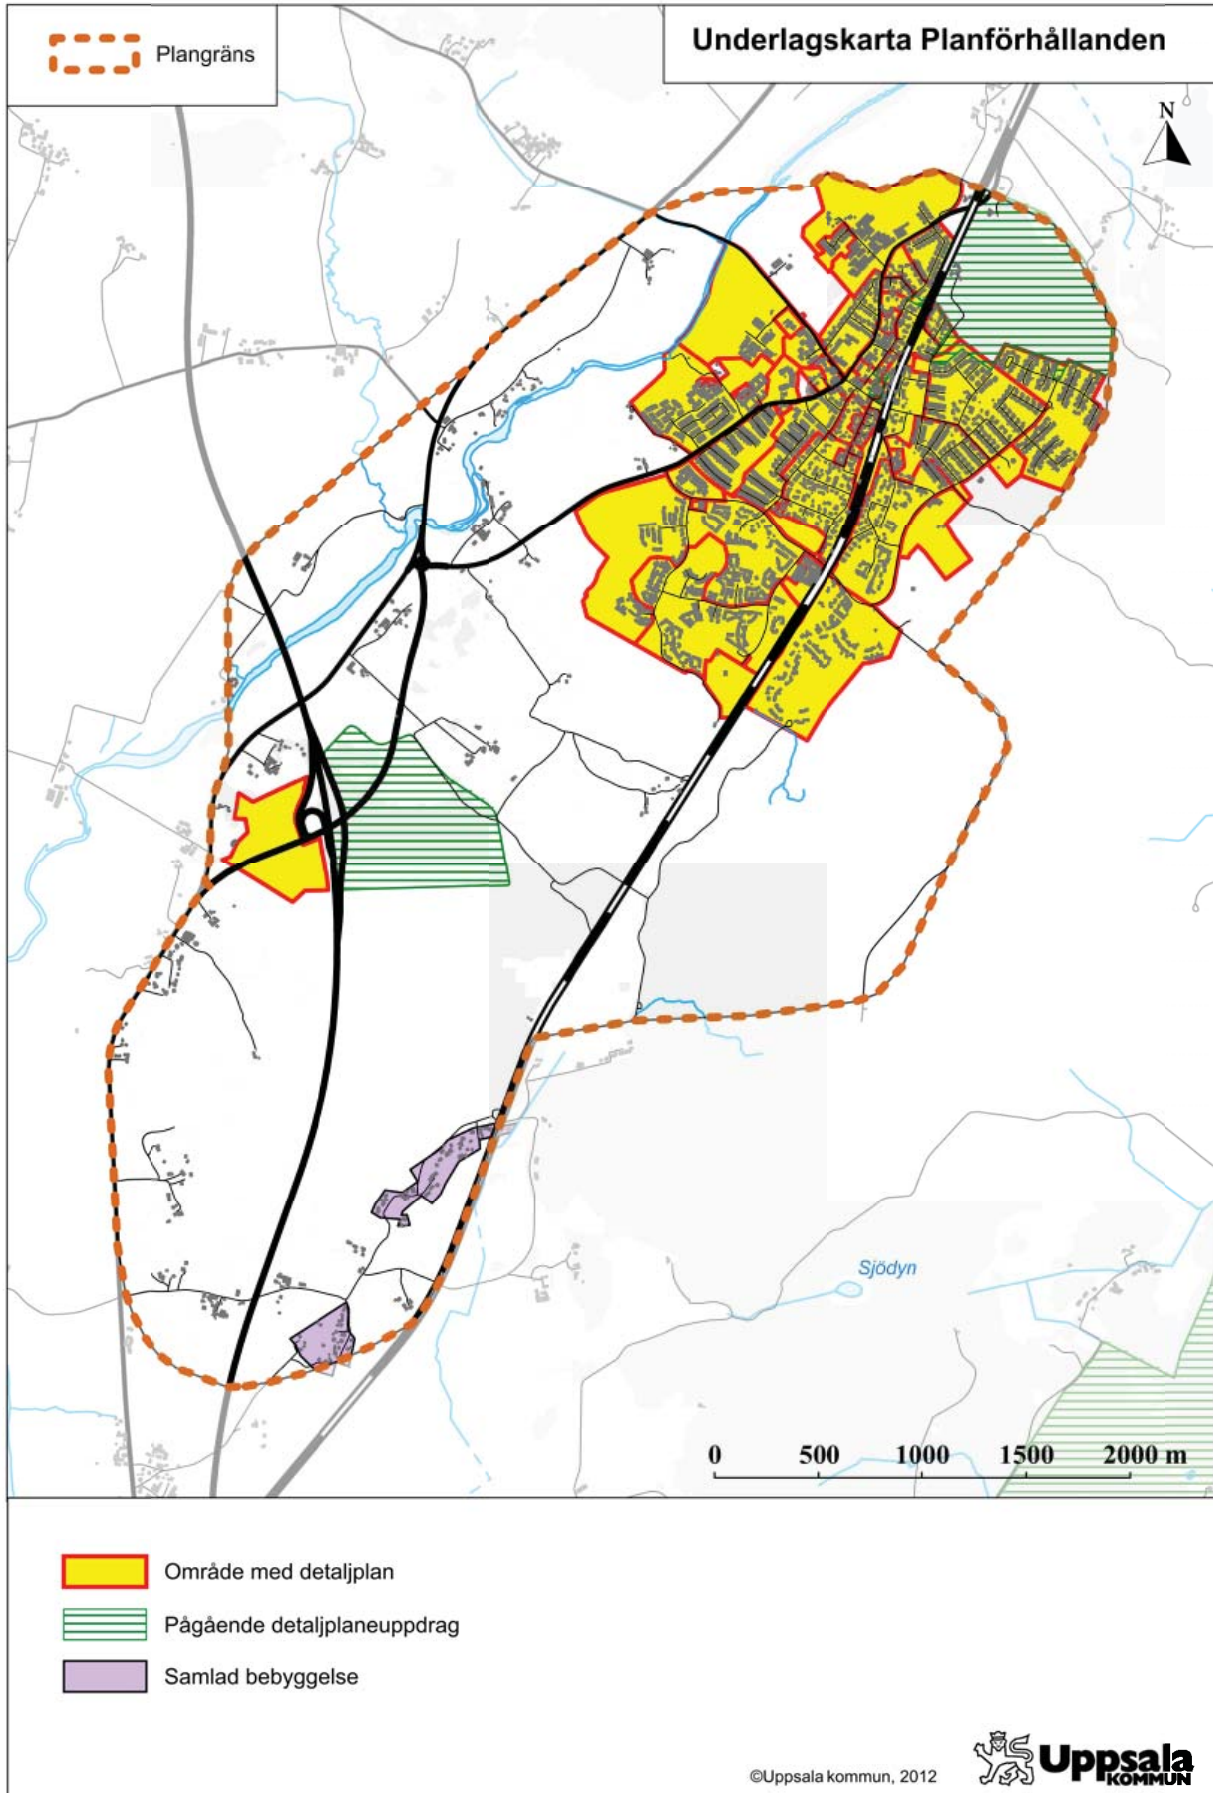 Plangräns
Underlagskarta Planförhållanden
N
Sjödyn
0 500 1000 1500 2000 m
Område med detaljplan
Pågående detaljplaneuppdrag
Samlad bebyggelse
©Uppsala kommun, 2012
Uppsala
KOMMUN